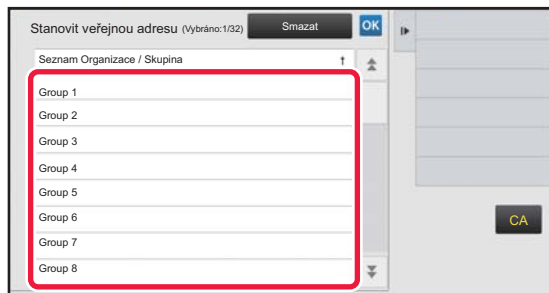 Stanovit veřejnou adresu (Vybráno:1/32) Smazat OK
Seznam Organizace / Skupina
Group 1
Group 2
Group 3
Group 4
Group 5
Group 6
Group 7
Group 8
CA